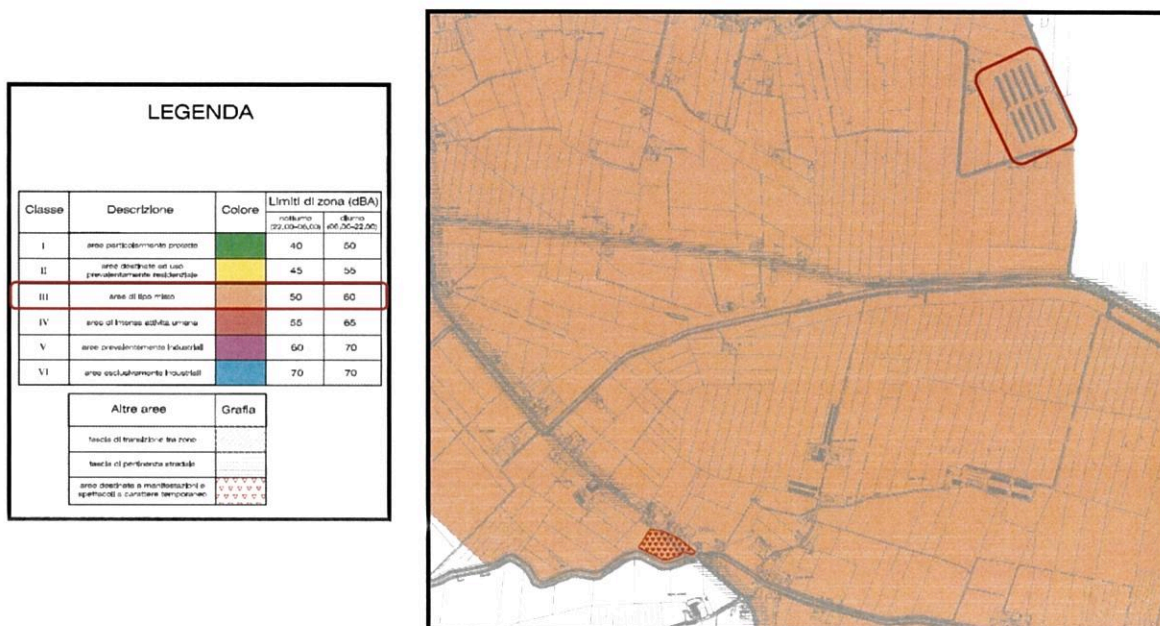 LEGENDA
Classe Descrizione Colore Limiti di zona (dBA)
notturno (22,00-06,00) diurno (06,00-22,00)
I aree particolarmente protette 40 50
II aree destinate ad uso prevalentemente residenziale 45 55
III aree di tipo misto 50 60
IV aree di intensa attività umana 55 65
V aree prevalentemente industriali 60 70
VI aree esclusivamente industriali 70 70
Altre aree Grafia
fascia di transizione tra zone
fascia di pertinenza stradale
aree destinate a manifestazioni e
spettacoli a carattere temporaneo